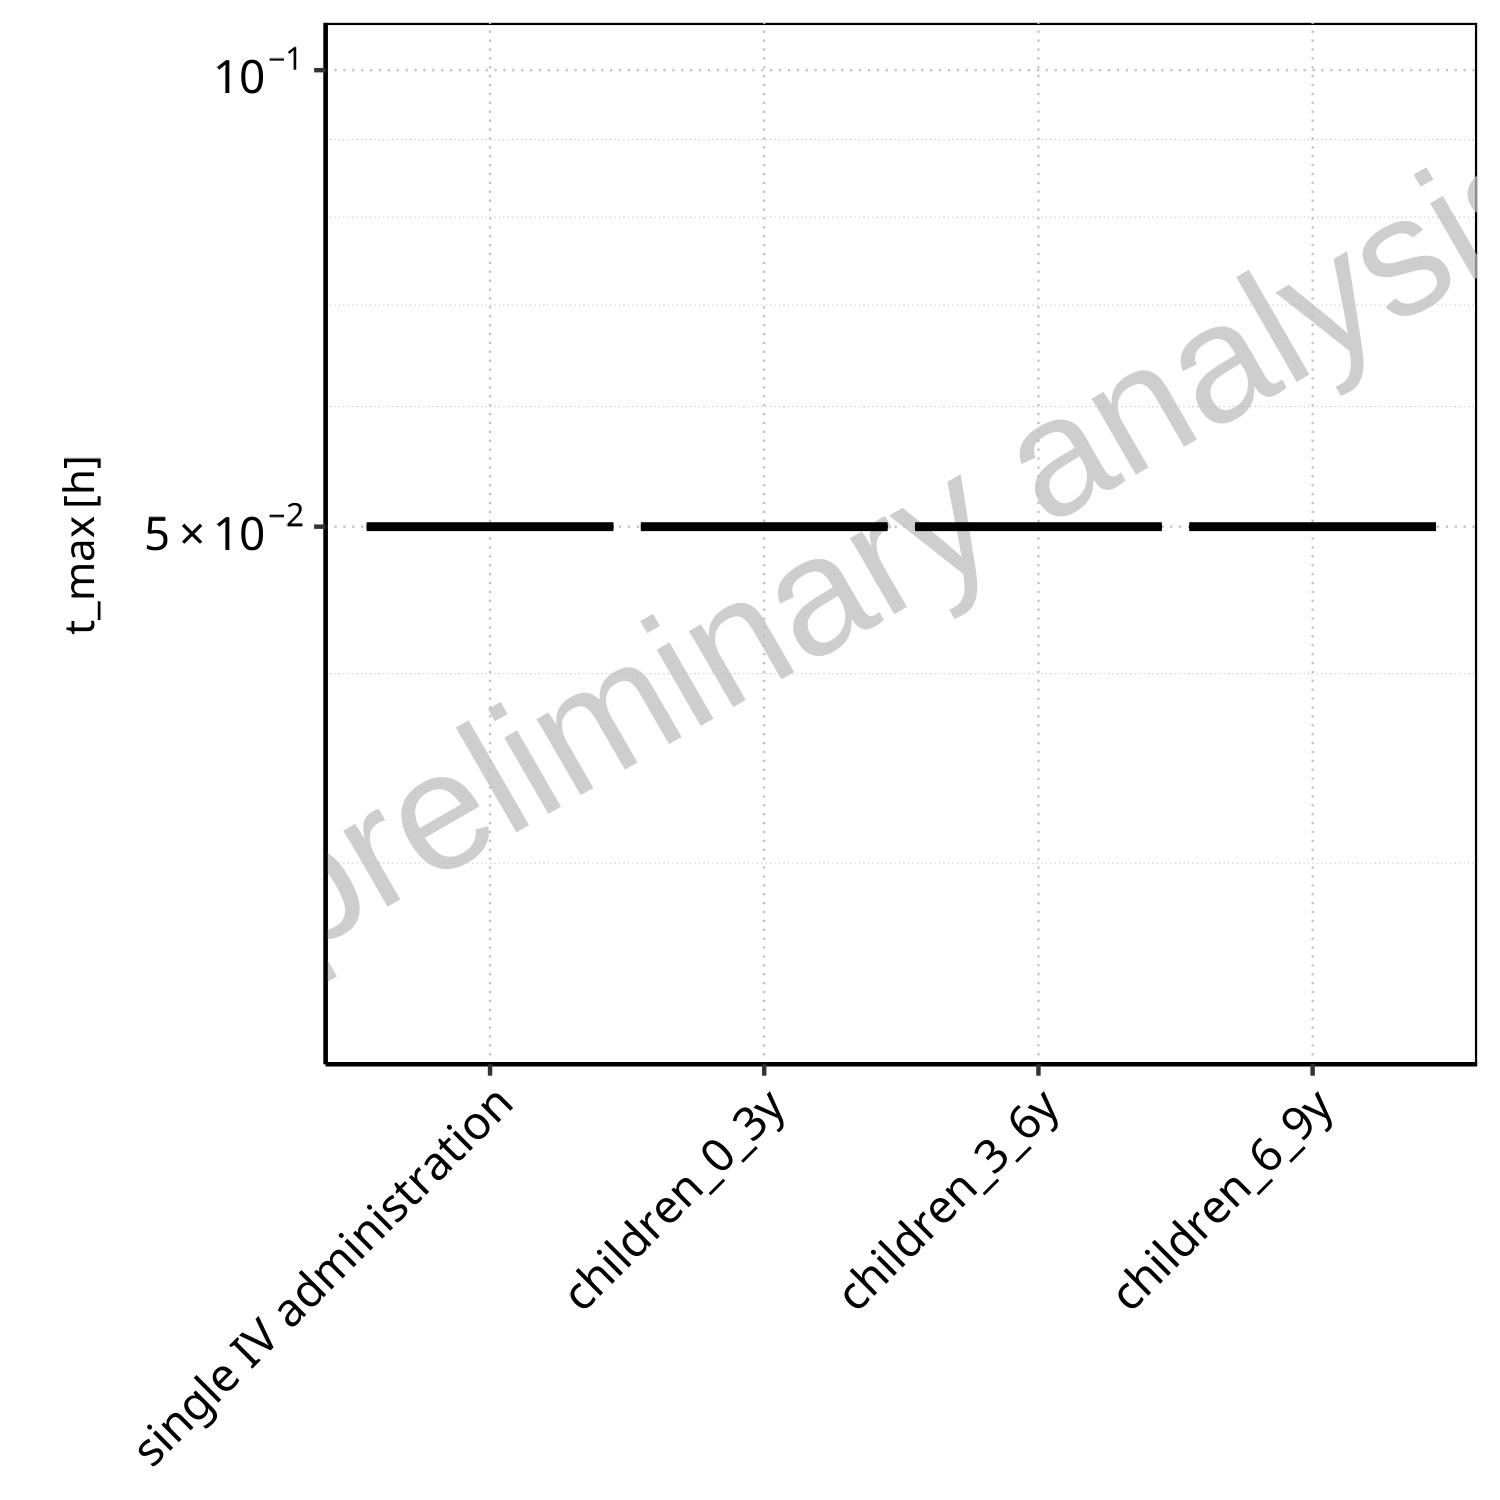 10⁻¹
5 × 10⁻²
t_max [h]
preliminary analysis
single IV administration
children_0_3y
children_3_6y
children_6_9y